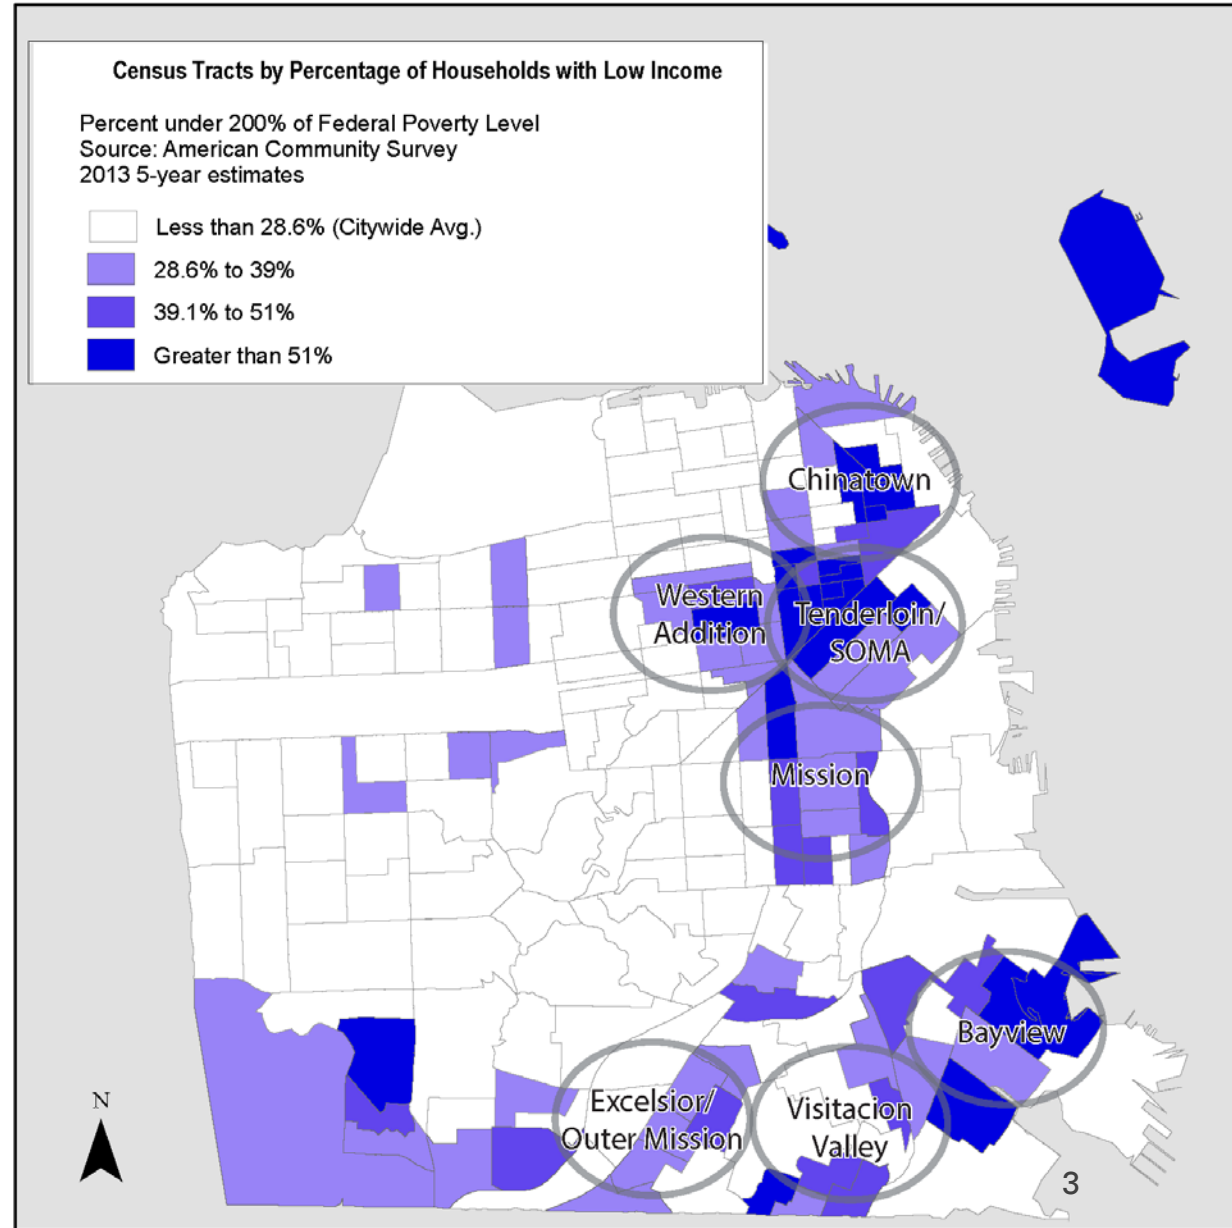 Census Tracts by Percentage of Households with Low Income
Percent under 200% of Federal Poverty Level
Source: American Community Survey
2013 5-year estimates
Less than 28.6% (Citywide Avg.)
28.6% to 39%
39.1% to 51%
Greater than 51%
Chinatown
Western
Addition
Tenderloin/
SOMA
Mission
Bayview
Excelsior/
Outer Mission
Visitacion
Valley
N
3